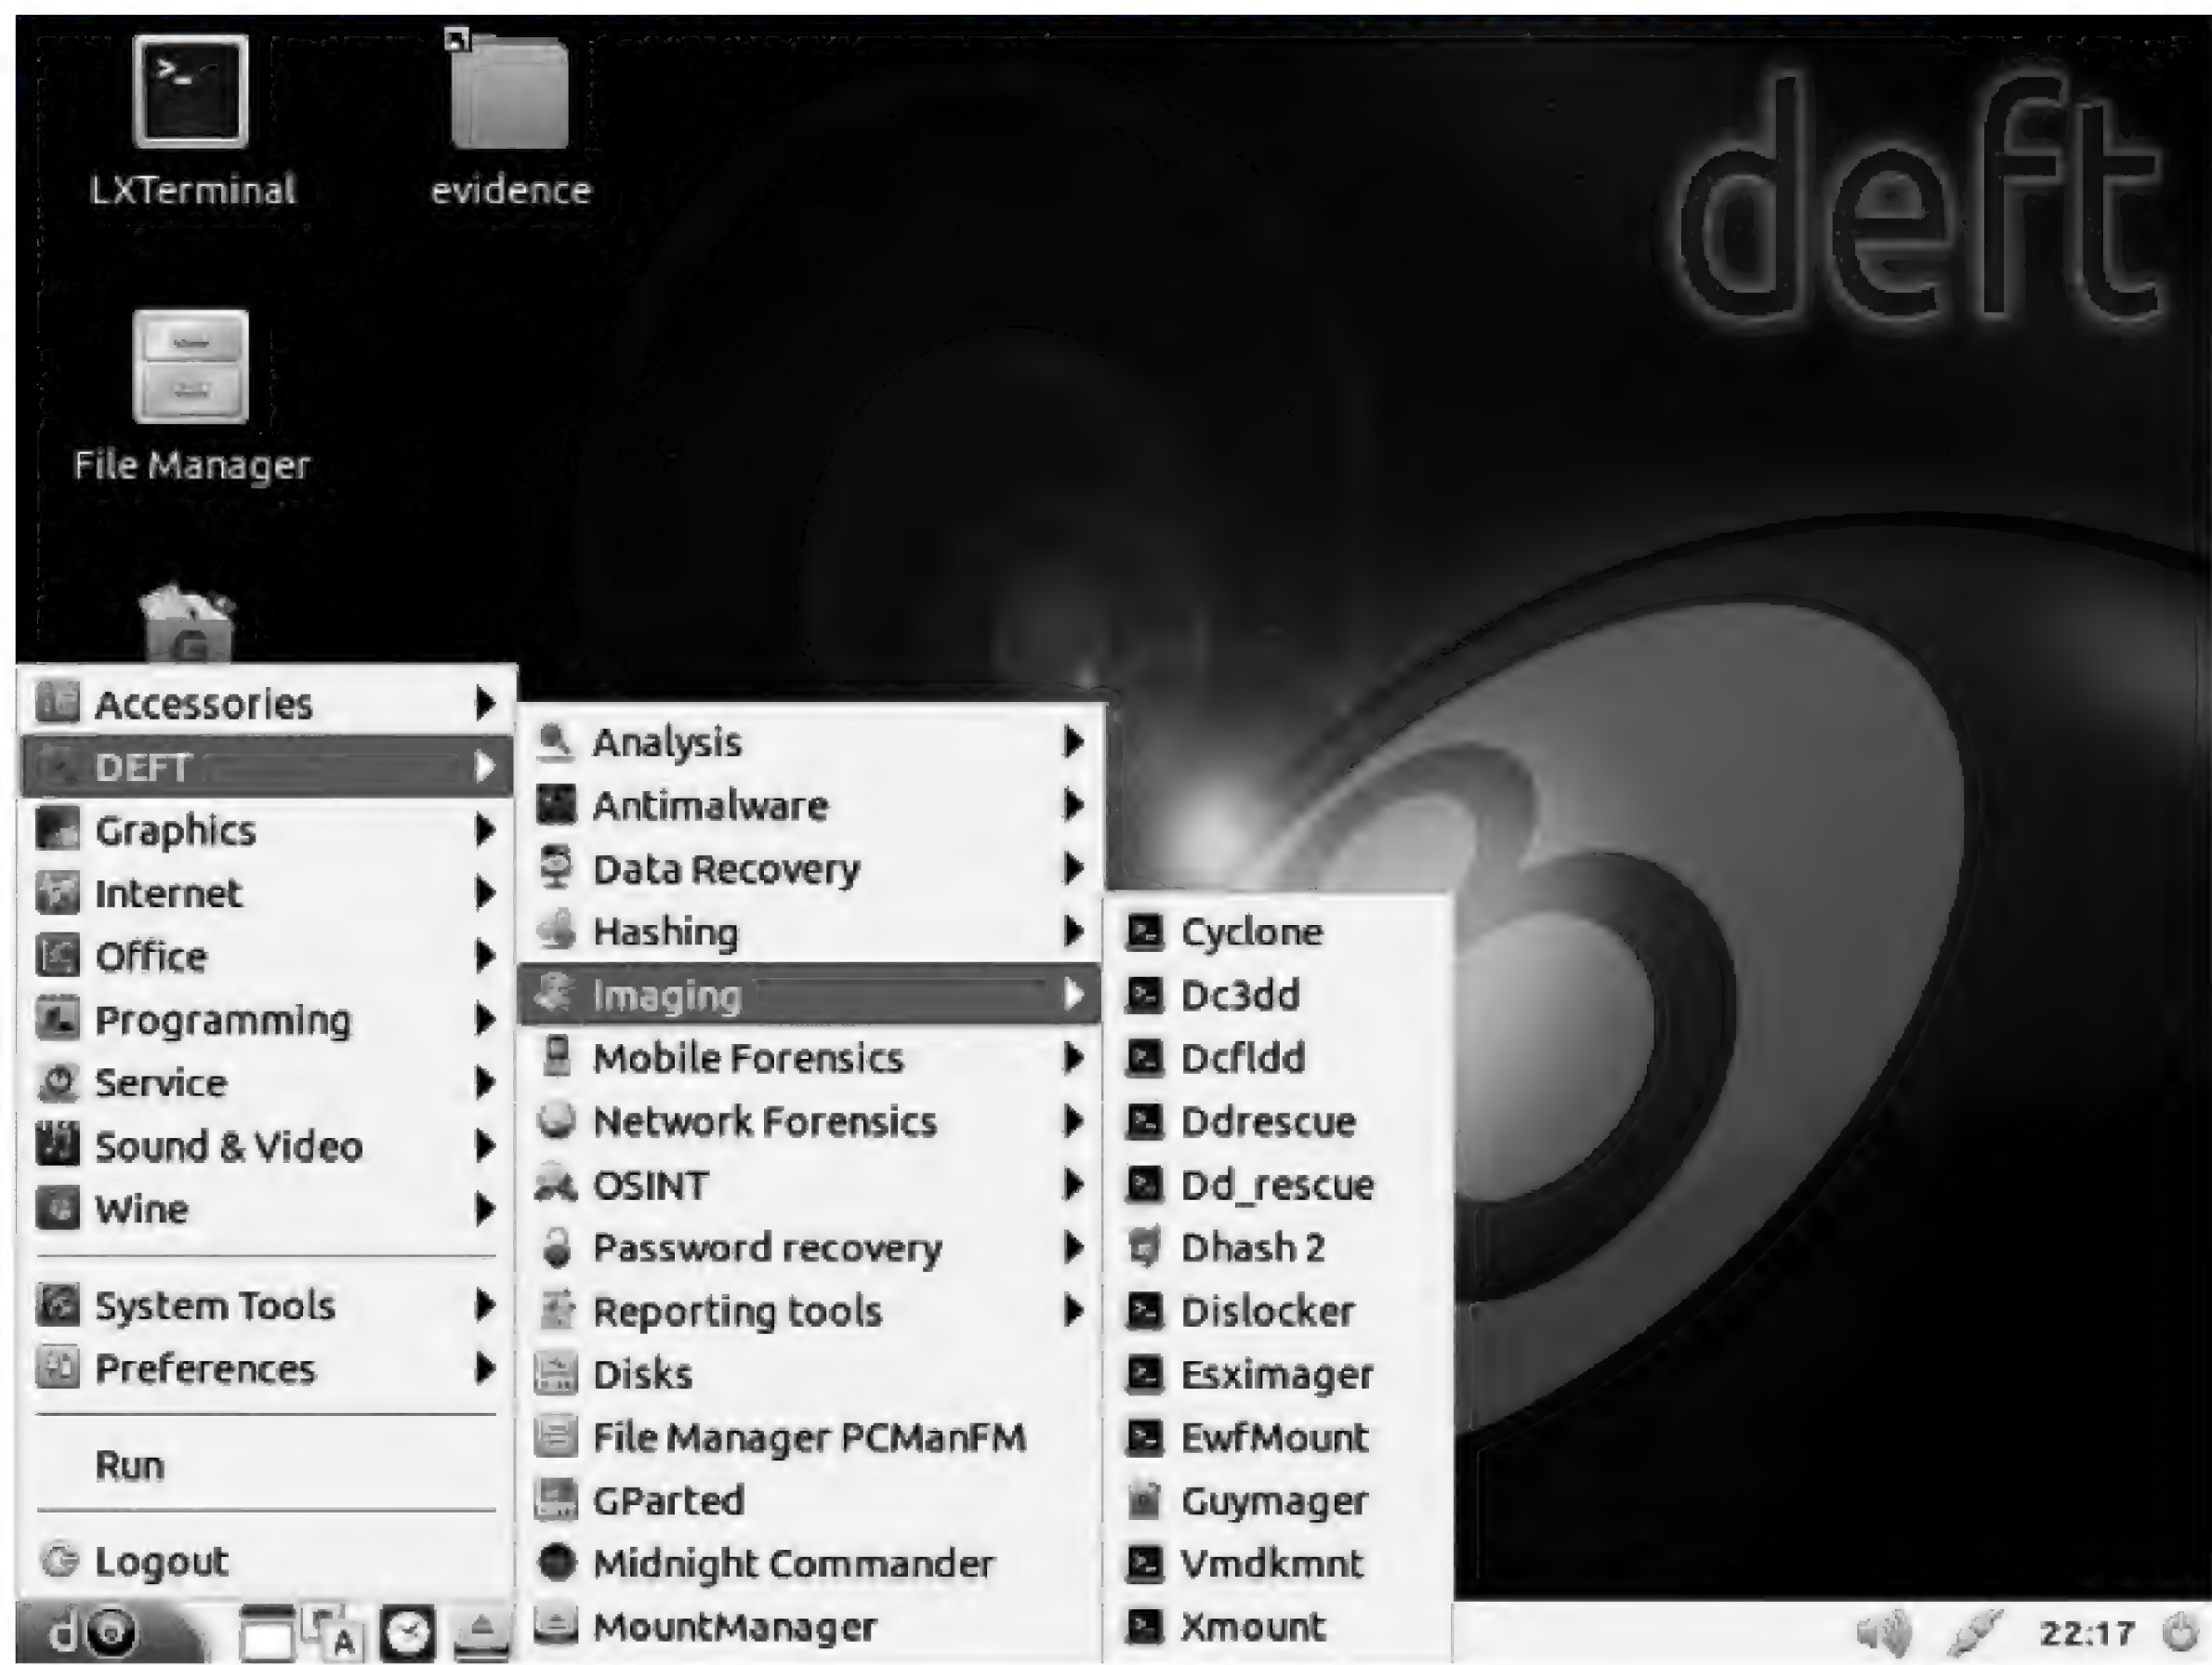 LXTerminal
evidence
deft
File Manager
Accessories
DEFT
Graphics
Internet
Office
Programming
Service
Sound & Video
Wine
System Tools
Preferences
Run
Logout
Analysis
Antimalware
Data Recovery
Hashing
Imaging
Mobile Forensics
Network Forensics
OSINT
Password recovery
Reporting tools
Disks
File Manager PCManFM
GParted
Midnight Commander
MountManager
Cyclone
Dc3dd
Dcfldd
Ddrescue
Dd_rescue
Dhash 2
Dislocker
Esximager
EwfMount
Guymager
Vmdkmnt
Xmount
d
A
22:17